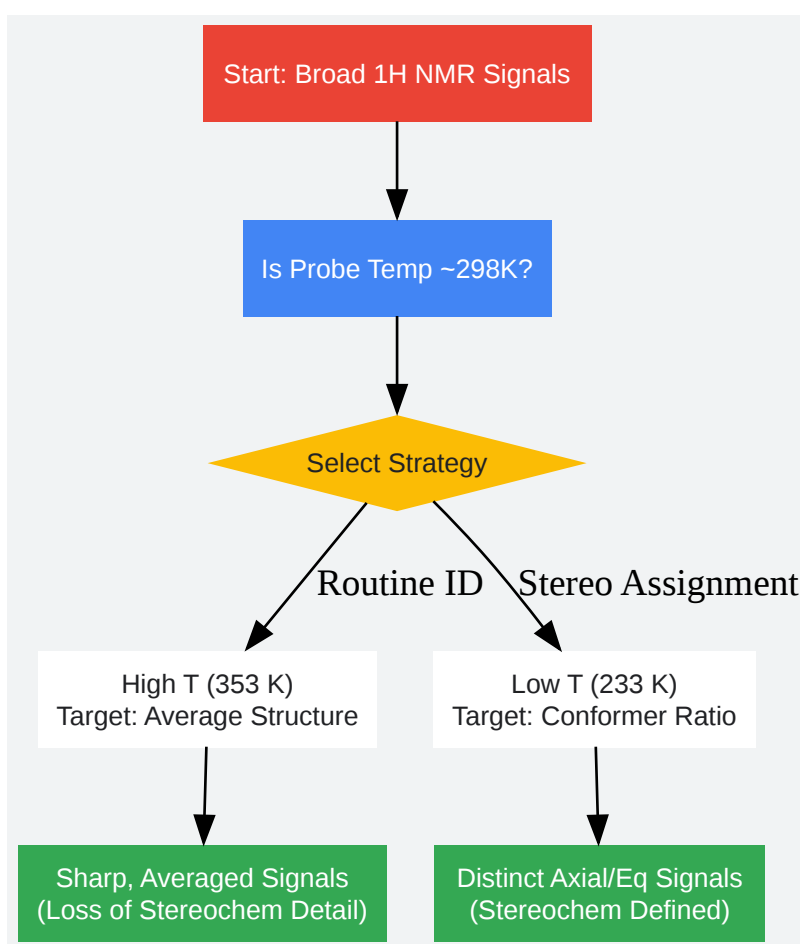 Start: Broad 1H NMR Signals
Is Probe Temp ~298K?
Select Strategy
Routine ID
Stereo Assignment
High T (353 K)
Target: Average Structure
Low T (233 K)
Target: Conformer Ratio
Sharp, Averaged Signals
(Loss of Stereochem Detail)
Distinct Axial/Eq Signals
(Stereochem Defined)